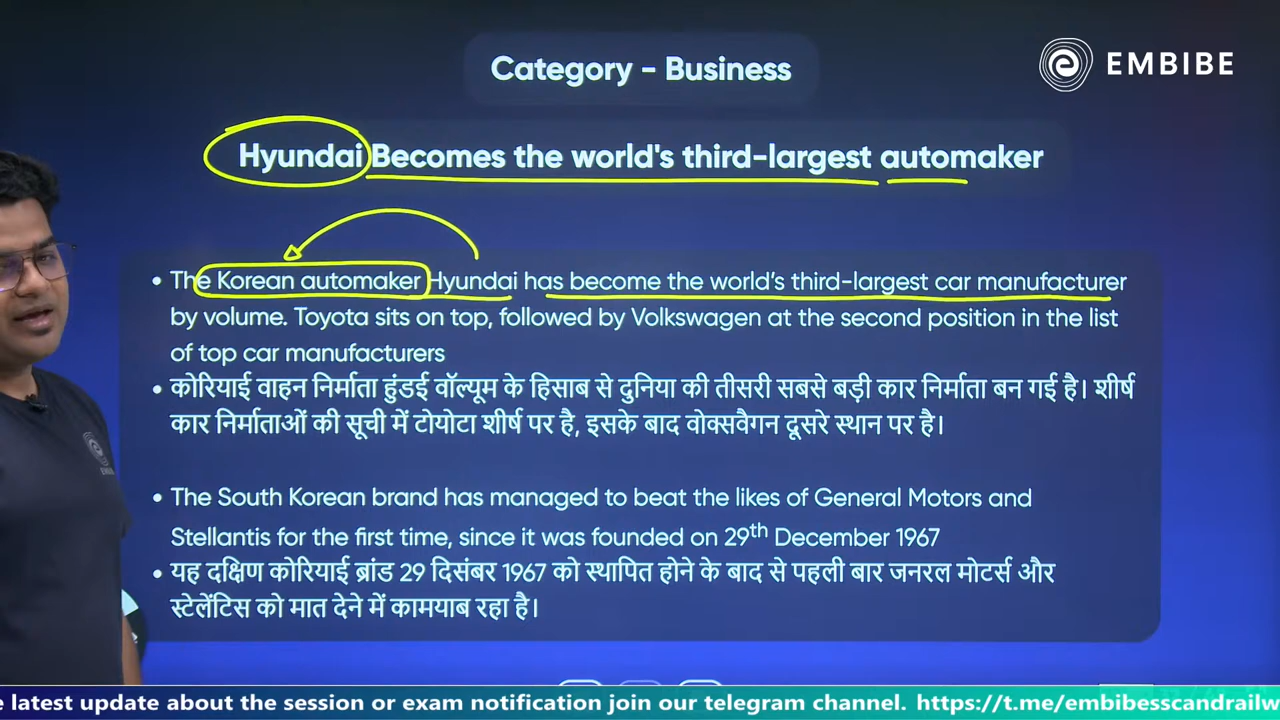 Category - Business
EMBIBE
Hyundai Becomes the world's third-largest automaker
• The Korean automaker Hyundai has become the world's third-largest car manufacturer
by volume. Toyota sits on top, followed by Volkswagen at the second position in the list
of top car manufacturers
• कोरियाई वाहन निर्माता हुंडई वॉल्यूम के हिसाब से दुनिया की तीसरी सबसे बड़ी कार निर्माता बन गई है। शीर्ष
कार निर्माताओं की सूची में टोयोटा शीर्ष पर है, इसके बाद वोक्सवैगन दूसरे स्थान पर है।
• The South Korean brand has managed to beat the likes of General Motors and
Stellantis for the first time, since it was founded on 29th December 1967
• यह दक्षिण कोरियाई ब्रांड 29 दिसंबर 1967 को स्थापित होने के बाद से पहली बार जनरल मोटर्स और
स्टेलेंटिस को मात देने में कामयाब रहा है।
latest update about the session or exam notification join our telegram channel. https://t.me/embibesscandrailw